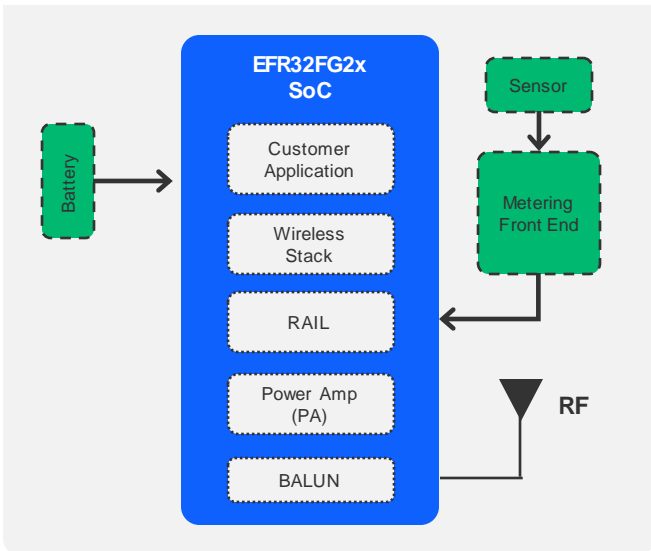 EFR32FG2x
SoC
Customer
Application
Wireless
Stack
RAIL
Power Amp
(PA)
BALUN
Battery
Sensor
Metering
Front End
RF